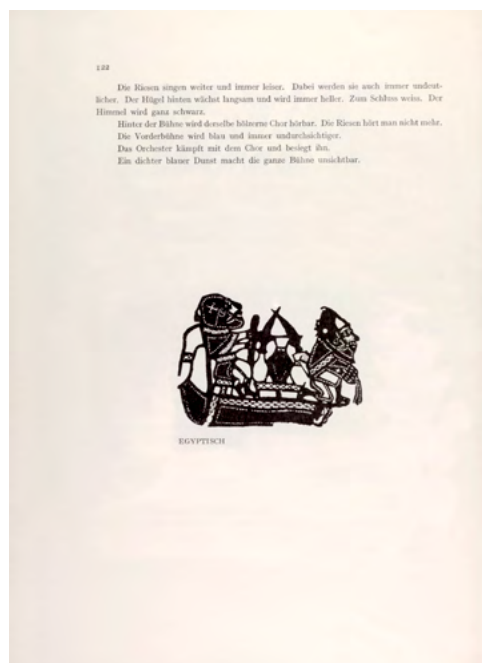 122
Die Riesen singen weiter und immer leiser. Dabei werden sie auch immer undeut-
licher. Der Hügel hinten wächst langsam und wird immer heller. Zum Schluss weiss. Der
Himmel wird ganz schwarz.
Hinter der Bühne wird derselbe hölzerne Chor hörbar. Die Riesen hört man nicht mehr.
Die Vorderbühne wird blau und immer undurchsichtiger.
Das Orchester kämpft mit dem Chor und besiegt ihn.
Ein dichter blauer Dunst macht die ganze Bühne unsichtbar.
EGYPTISCH